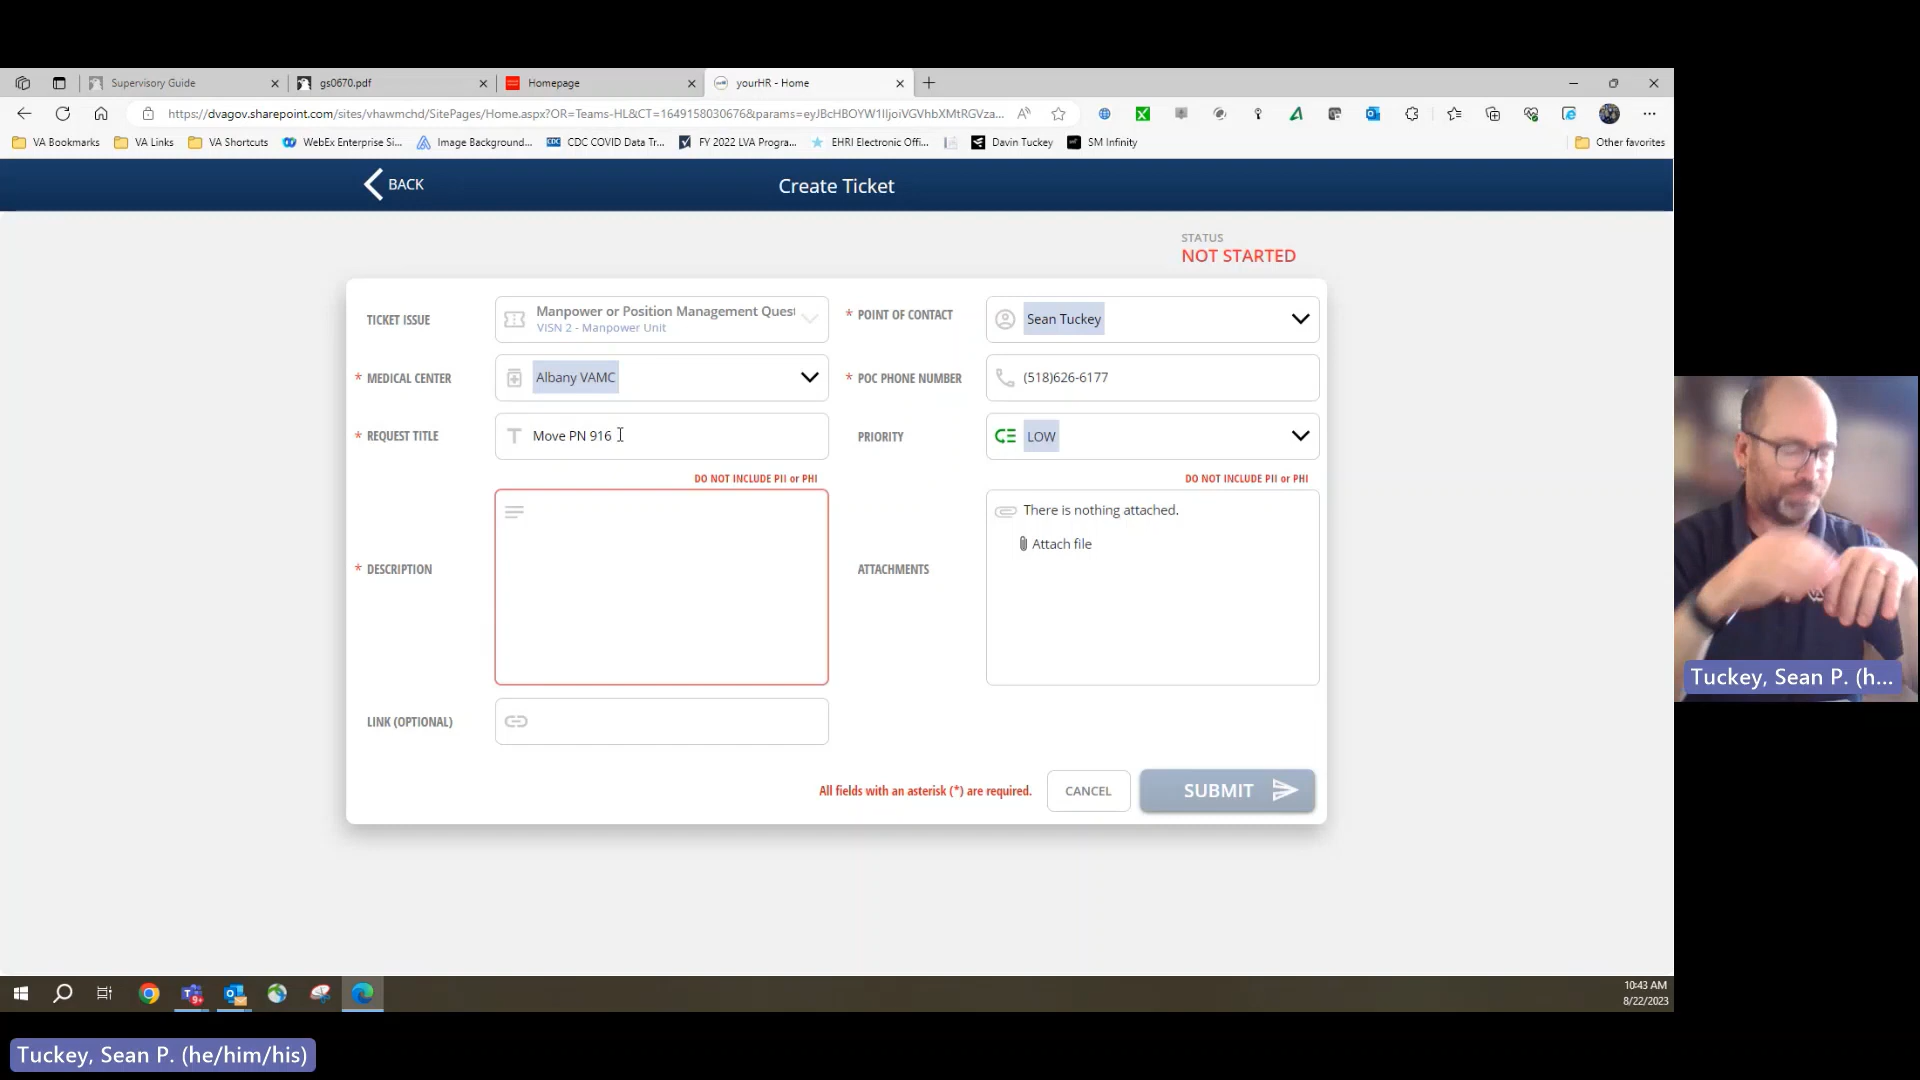 Supervisory Guide
gs0670.pdf
Homepage
yourHR - Home
https://dvagov.sharepoint.com/sites/vhawmchd/SitePages/Home.aspx?OR=Teams-HL&CT=1649158030676&params=eyJBcHBOYW1lIjoiVGVhbXMtRGVza...
VA Bookmarks
VA Links
VA Shortcuts
WebEx Enterprise Si...
Image Background...
CDC COVID Data Tr...
FY 2022 LVA Progra...
EHRI Electronic Offi...
Davin Tuckey
SM Infinity
Other favorites
BACK
Create Ticket
STATUS
NOT STARTED
TICKET ISSUE
Manpower or Position Management Quest
VISN 2 - Manpower Unit
* POINT OF CONTACT
Sean Tuckey
* MEDICAL CENTER
Albany VAMC
* POC PHONE NUMBER
(518)626-6177
* REQUEST TITLE
Move PN 916
PRIORITY
LOW
DO NOT INCLUDE PII or PHI
DO NOT INCLUDE PII or PHI
* DESCRIPTION
ATTACHMENTS
There is nothing attached.
Attach file
LINK (OPTIONAL)
All fields with an asterisk (*) are required.
CANCEL
SUBMIT
10:43 AM
8/22/2023
Tuckey, Sean P. (h...
Tuckey, Sean P. (he/him/his)